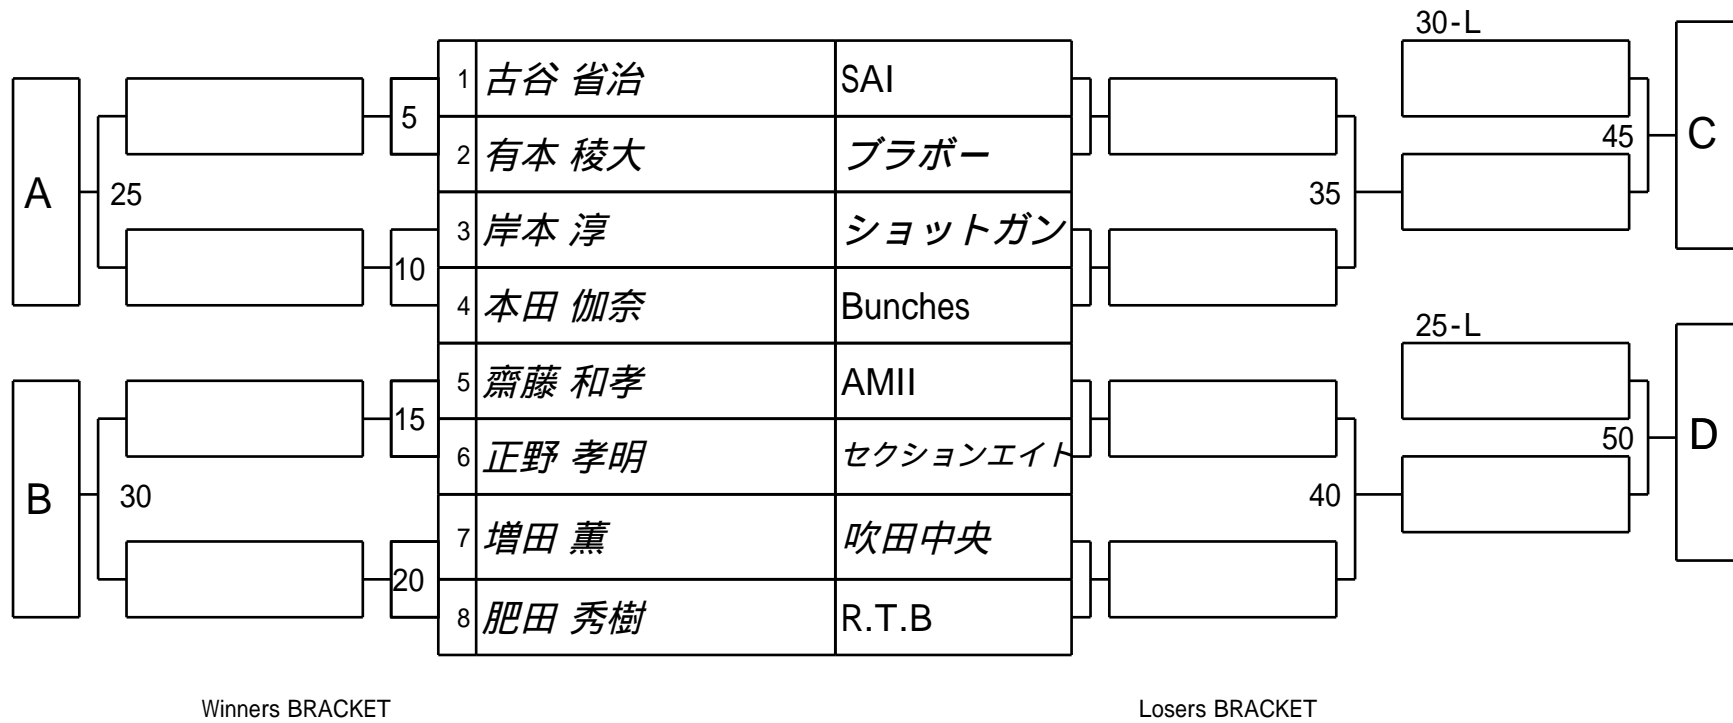 30-L
1 古谷 省治 SAI
5
2 有本 稜大 ブラボー
45
C
A
25
35
3 岸本 淳 ショットガン
10
4 本田 伽奈 Bunches
25-L
5 齋藤 和孝 AMII
15
6 正野 孝明 セクションエイト
50
D
B
30
40
7 増田 薫 吹田中央
20
8 肥田 秀樹 R.T.B
Winners BRACKET
Losers BRACKET